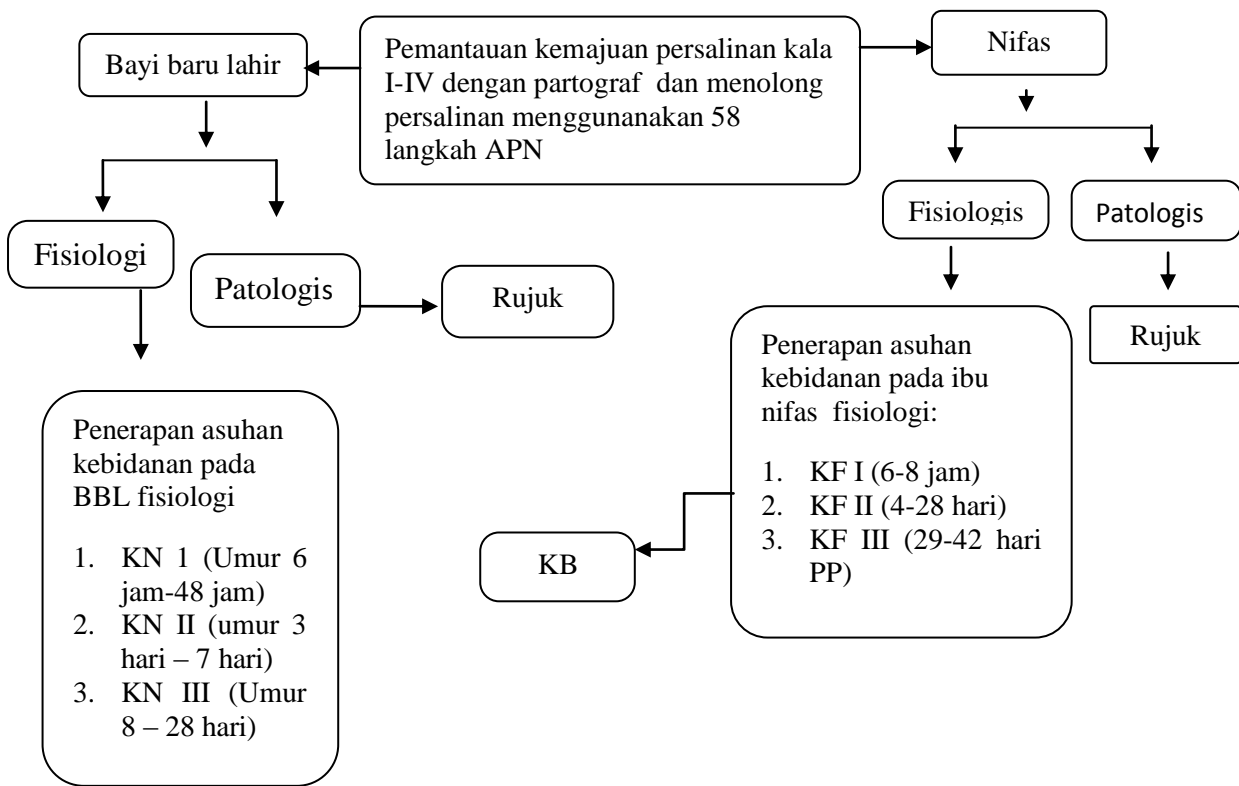 Bayi baru lahir
Pemantauan kemajuan persalinan kala
I-IV dengan partograf dan menolong
persalinan menggunanakan 58
langkah APN
Nifas
Fisiologi
Patologis
Rujuk
Fisiologis
Patologis
Rujuk
Penerapan asuhan
kebidanan pada
BBL fisiologi
1. KN 1 (Umur 6
jam-48 jam)
2. KN II (umur 3
hari – 7 hari)
3. KN III (Umur
8 – 28 hari)
KB
Penerapan asuhan
kebidanan pada ibu
nifas fisiologi:
1. KF I (6-8 jam)
2. KF II (4-28 hari)
3. KF III (29-42 hari
PP)